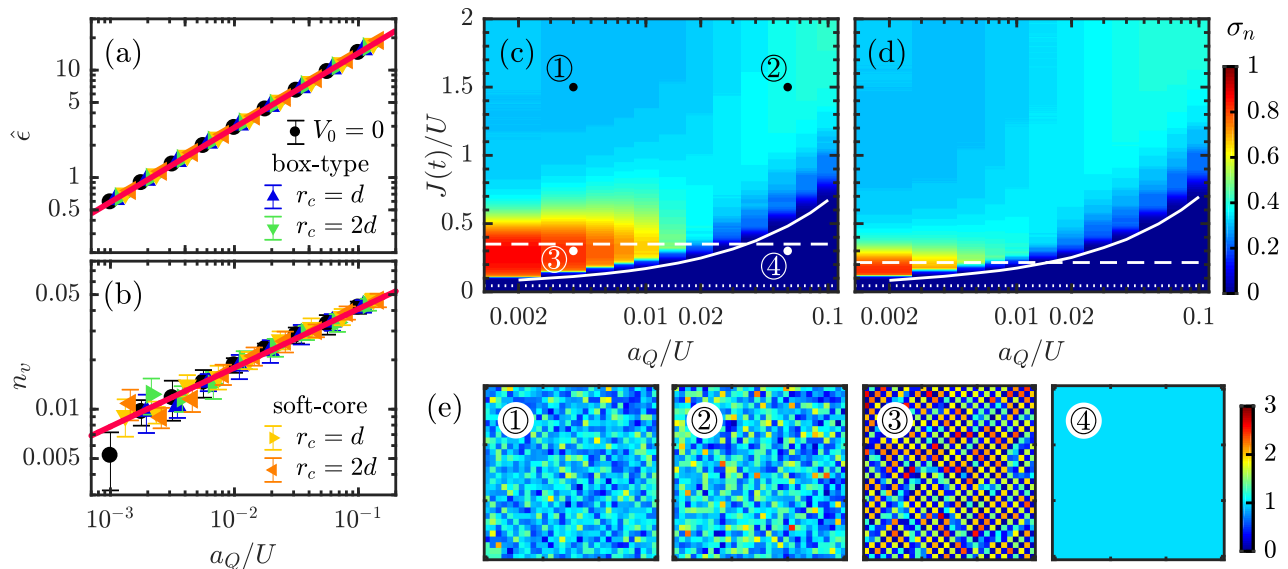 (a)
10
5
1
0.5
ϵ̂
V₀ = 0
box-type
r_c = d
r_c = 2d
(b)
0.05
0.01
0.005
n_v
soft-core
r_c = d
r_c = 2d
10⁻³
10⁻²
10⁻¹
a_Q/U
(c)
①
②
③
④
2
1.5
1
0.5
0
J(t)/U
0.002
0.01
0.02
0.1
a_Q/U
(d)
0.002
0.01
0.02
0.1
a_Q/U
σ_n
1
0.8
0.6
0.4
0.2
0
(e)
①
②
③
④
3
2
1
0